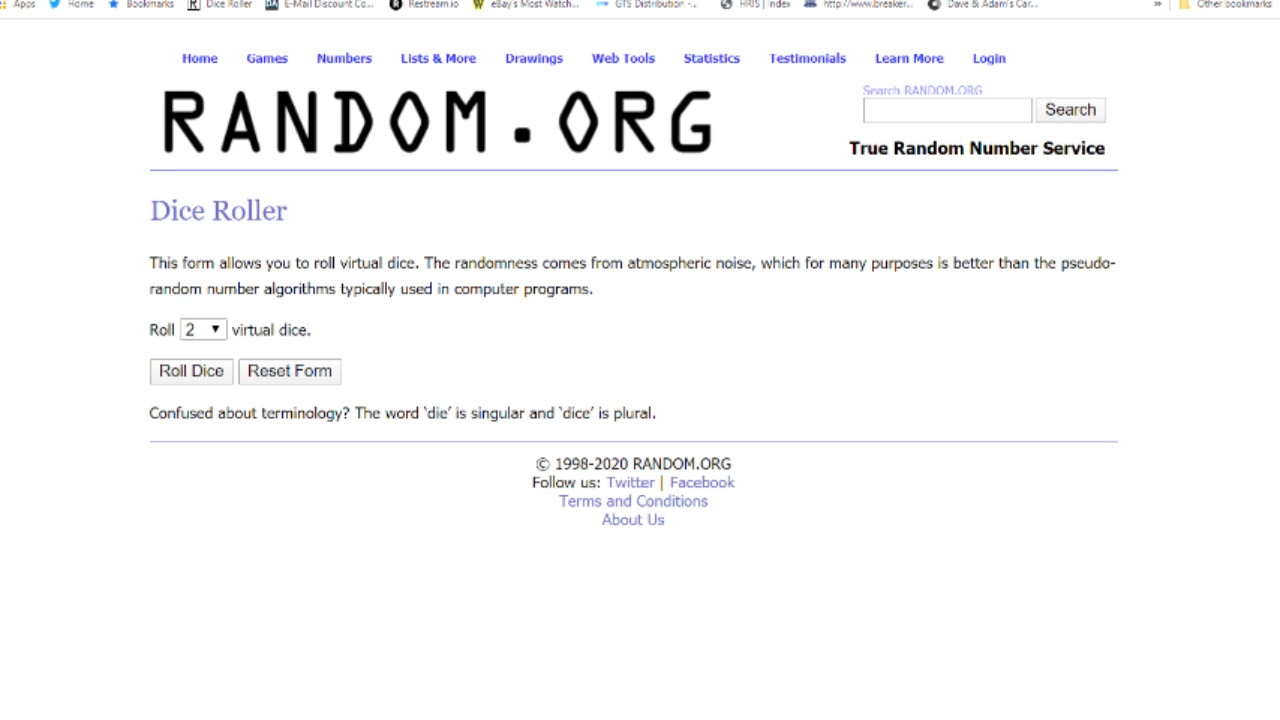 Apps Home Bookmarks Dice Roller E-Mail Discount Co... Restream.io eBay's Most Watch... GTS Distribution -... HRIS | Index http://www.breaker... Dave & Adam's Car... » Other bookmarks
Home Games Numbers Lists & More Drawings Web Tools Statistics Testimonials Learn More Login
RANDOM.ORG
Search RANDOM.ORG
Search
True Random Number Service
Dice Roller
This form allows you to roll virtual dice. The randomness comes from atmospheric noise, which for many purposes is better than the pseudo-
random number algorithms typically used in computer programs.
Roll 2 virtual dice.
Roll Dice Reset Form
Confused about terminology? The word ‘die’ is singular and ‘dice’ is plural.
© 1998-2020 RANDOM.ORG
Follow us: Twitter | Facebook
Terms and Conditions
About Us